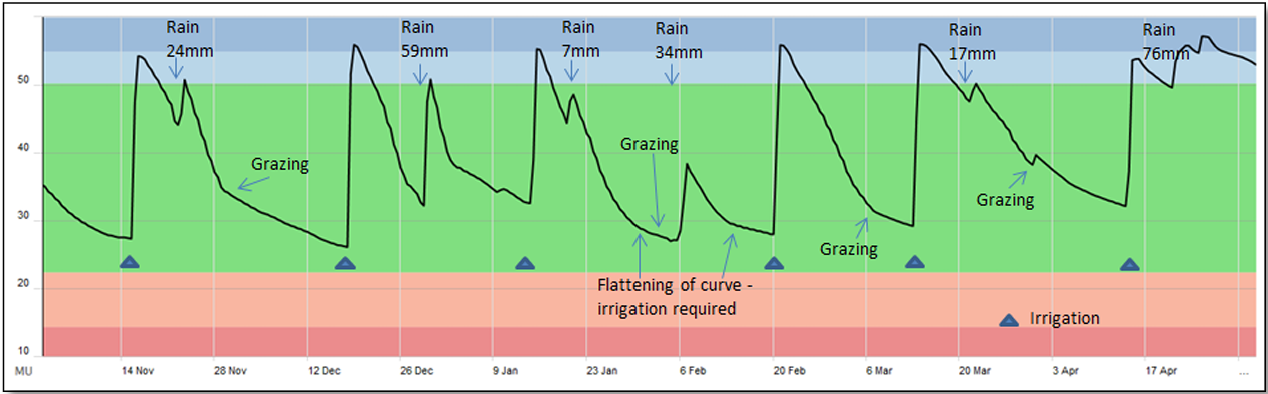 Rain
24mm
Rain
59mm
Rain
7mm
Rain
34mm
Rain
17mm
Rain
76mm
50
40
30
20
10
MU
Grazing
Grazing
Grazing
Grazing
Flattening of curve -
irrigation required
Irrigation
14 Nov
28 Nov
12 Dec
26 Dec
9 Jan
23 Jan
6 Feb
20 Feb
6 Mar
20 Mar
3 Apr
17 Apr
...